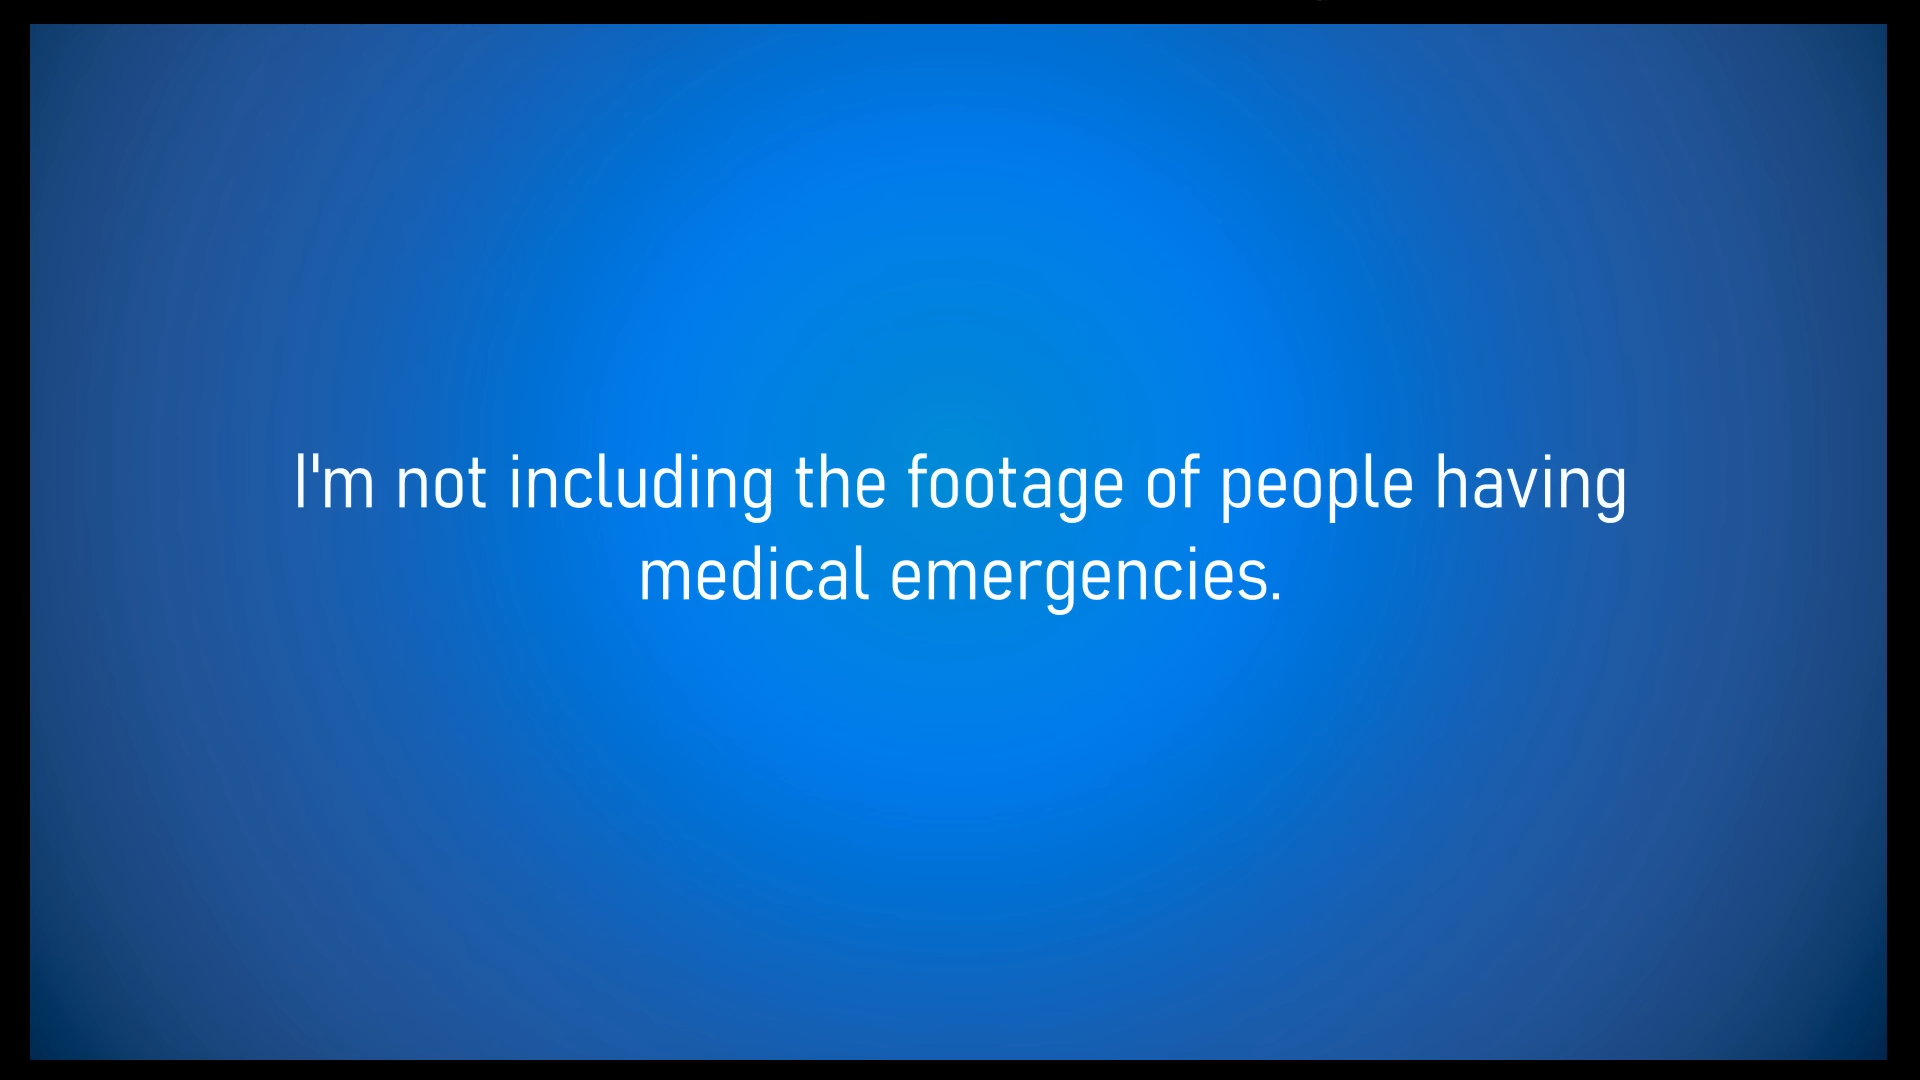 I'm not including the footage of people having
medical emergencies.